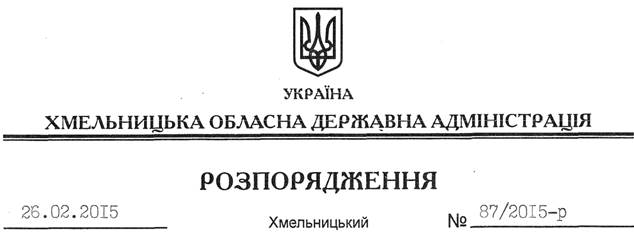 УКРАЇНА
ХМЕЛЬНИЦЬКА ОБЛАСНА ДЕРЖАВНА АДМІНІСТРАЦІЯ
РОЗПОРЯДЖЕННЯ
26.02.2015 Хмельницький № 87/2015-р